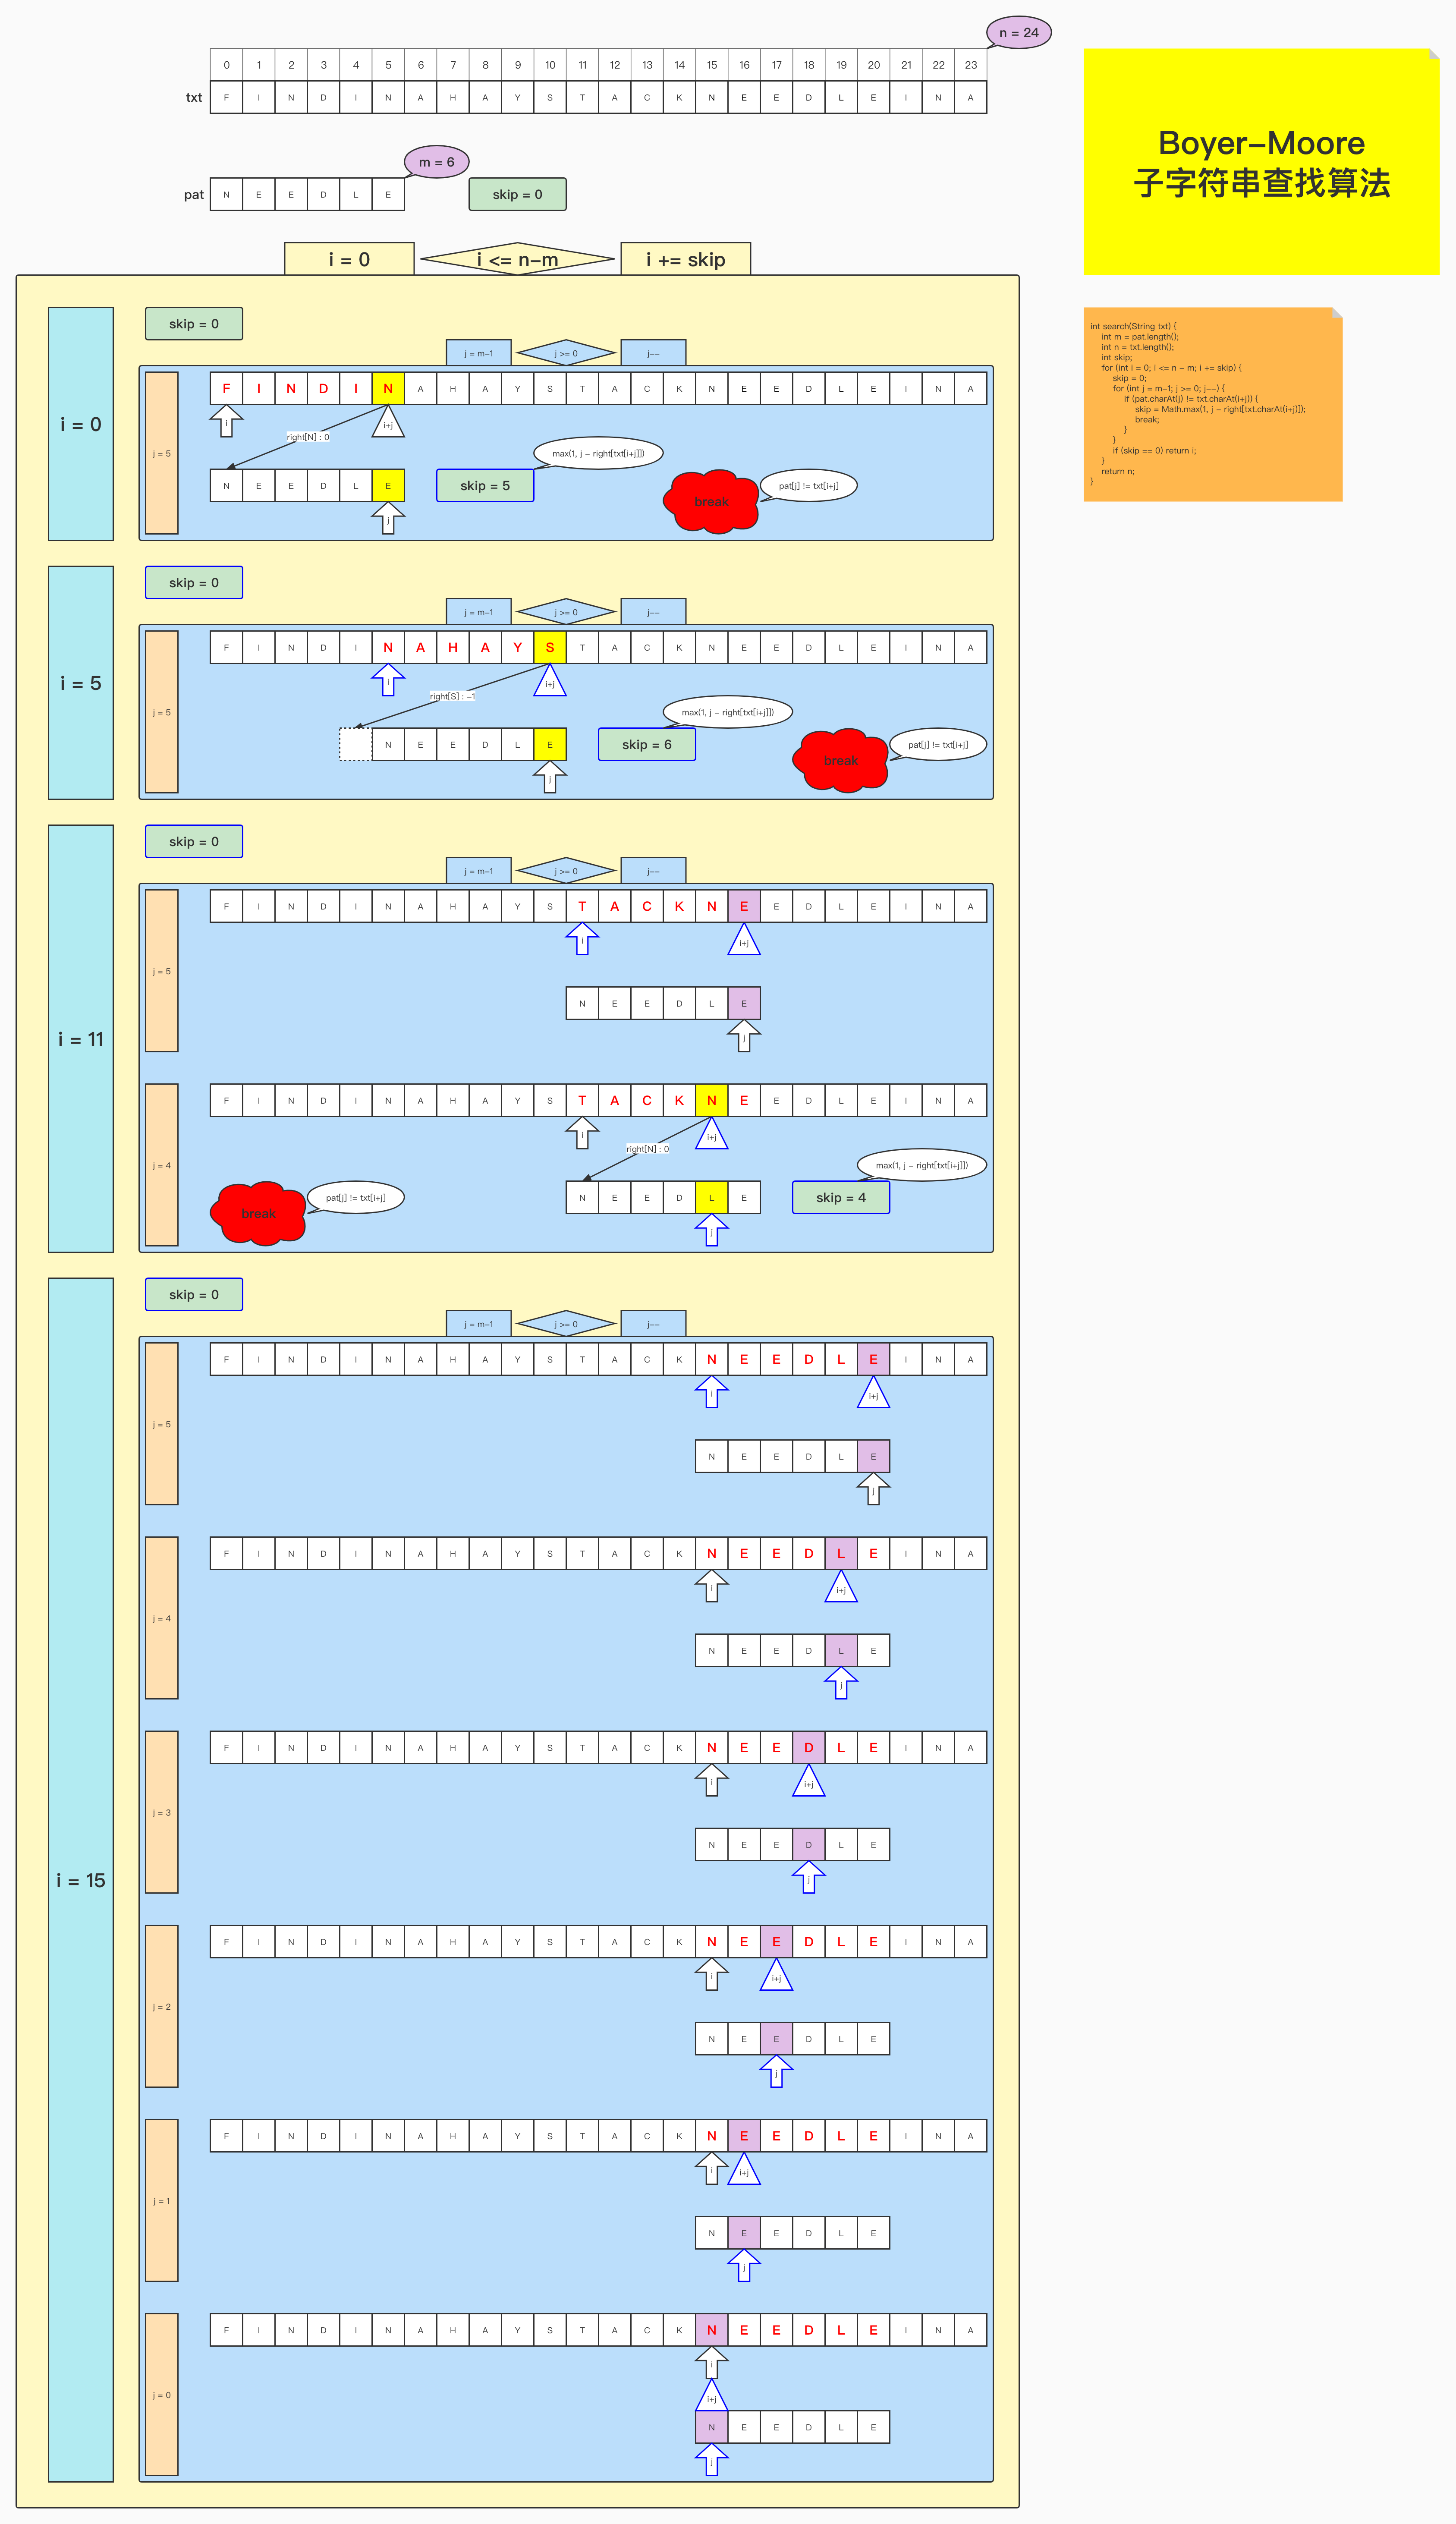 n = 24
0 1 2 3 4 5 6 7 8 9 10 11 12 13 14 15 16 17 18 19 20 21 22 23
txt F I N D I N A H A Y S T A C K N E E D L E I N A
m = 6
pat N E E D L E skip = 0
Boyer-Moore
子字符串查找算法
int search(String txt) {
int m = pat.length();
int n = txt.length();
int skip;
for (int i = 0; i <= n - m; i += skip) {
skip = 0;
for (int j = m-1; j >= 0; j--) {
if (pat.charAt(j) != txt.charAt(i+j)) {
skip = Math.max(1, j - right[txt.charAt(i+j)]);
break;
}
}
if (skip == 0) return i;
}
return n;
}
i = 0 i <= n-m i += skip
i = 0
skip = 0
j = m-1 j >= 0 j--
j = 5
F I N D I N A H A Y S T A C K N E E D L E I N A
i i+j
right[N] : 0
max(1, j - right[txt[i+j]])
N E E D L E skip = 5 break pat[j] != txt[i+j]
j
i = 5
skip = 0
j = m-1 j >= 0 j--
j = 5
F I N D I N A H A Y S T A C K N E E D L E I N A
i i+j
right[S] : -1
max(1, j - right[txt[i+j]])
N E E D L E skip = 6 break pat[j] != txt[i+j]
j
i = 11
skip = 0
j = m-1 j >= 0 j--
j = 5
F I N D I N A H A Y S T A C K N E E D L E I N A
i i+j
N E E D L E
j
j = 4
F I N D I N A H A Y S T A C K N E E D L E I N A
i i+j
right[N] : 0
max(1, j - right[txt[i+j]])
break pat[j] != txt[i+j] N E E D L E skip = 4
j
i = 15
skip = 0
j = m-1 j >= 0 j--
j = 5
F I N D I N A H A Y S T A C K N E E D L E I N A
i i+j
N E E D L E
j
j = 4
F I N D I N A H A Y S T A C K N E E D L E I N A
i i+j
N E E D L E
j
j = 3
F I N D I N A H A Y S T A C K N E E D L E I N A
i i+j
N E E D L E
j
j = 2
F I N D I N A H A Y S T A C K N E E D L E I N A
i i+j
N E E D L E
j
j = 1
F I N D I N A H A Y S T A C K N E E D L E I N A
i i+j
N E E D L E
j
j = 0
F I N D I N A H A Y S T A C K N E E D L E I N A
i
i+j
N E E D L E
j